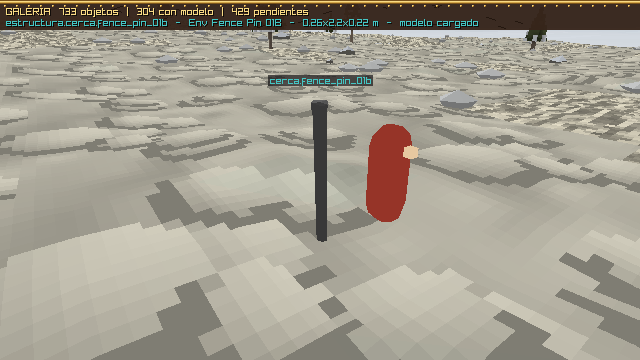 GALERIA 733 objetos | 304 con modelo | 429 pendientes
estructura.cerca.fence_pin_01b - Env Fence Pin 01B - 0.26x2.2x0.22 m - modelo cargado
cerca.fence_pin_01b